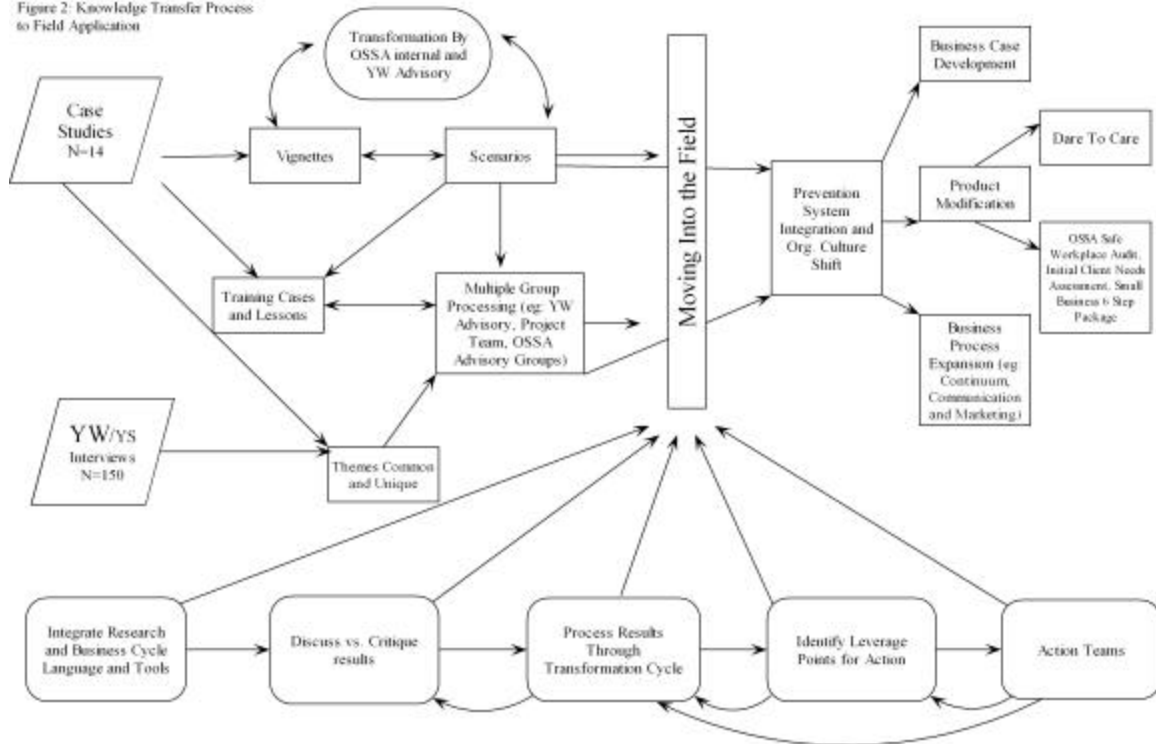 Figure 2: Knowledge Transfer Process
to Field Application
Transformation By
OSSA internal and
YW Advisory
Case
Studies
N=14
Vignettes
Scenarios
Training Cases
and Lessons
Multiple Group
Processing (eg: YW
Advisory, Project
Team, OSSA
Advisory Groups)
YW/YS
Interviews
N=150
Themes Common
and Unique
Moving Into the Field
Prevention
System
Integration and
Org. Culture
Shift
Business Case
Development
Product
Modification
Dare To Care
OSSA Safe
Workplace Audit,
Initial Client Needs
Assessment, Small
Business 6 Step
Package
Business
Process
Expansion (eg:
Continuum,
Communication
and Marketing)
Integrate Research
and Business Cycle
Language and Tools
Discuss vs. Critique
results
Process Results
Through
Transformation Cycle
Identify Leverage
Points for Action
Action Teams